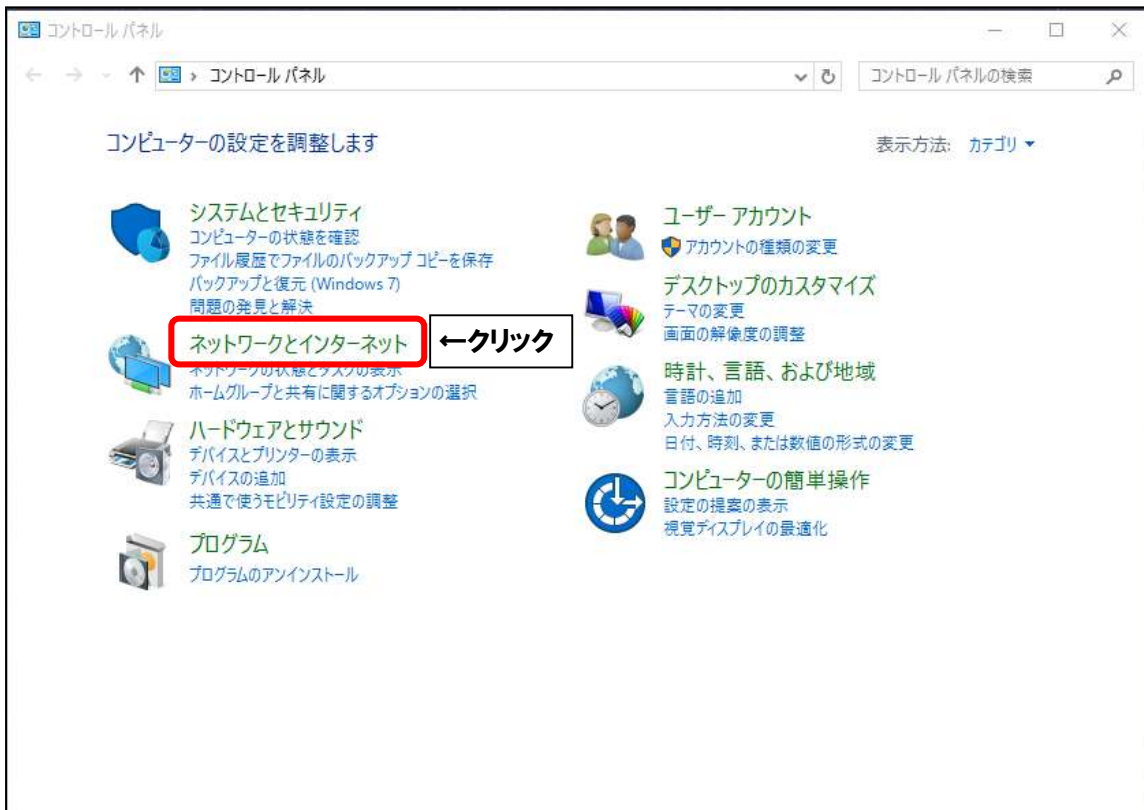 コントロール パネル
コントロール パネル
コントロール パネルの検索
コンピューターの設定を調整します
表示方法: カテゴリ
システムとセキュリティ
コンピューターの状態を確認
ファイル履歴でファイルのバックアップ コピーを保存
バックアップと復元 (Windows 7)
問題の発見と解決
ネットワークとインターネット
←クリック
ネットワークの状態とタスクの表示
ホームグループと共有に関するオプションの選択
ハードウェアとサウンド
デバイスとプリンターの表示
デバイスの追加
共通で使うモビリティ設定の調整
プログラム
プログラムのアンインストール
ユーザー アカウント
アカウントの種類の変更
デスクトップのカスタマイズ
テーマの変更
画面の解像度の調整
時計、言語、および地域
言語の追加
入力方法の変更
日付、時刻、または数値の形式の変更
コンピューターの簡単操作
設定の提案の表示
視覚ディスプレイの最適化